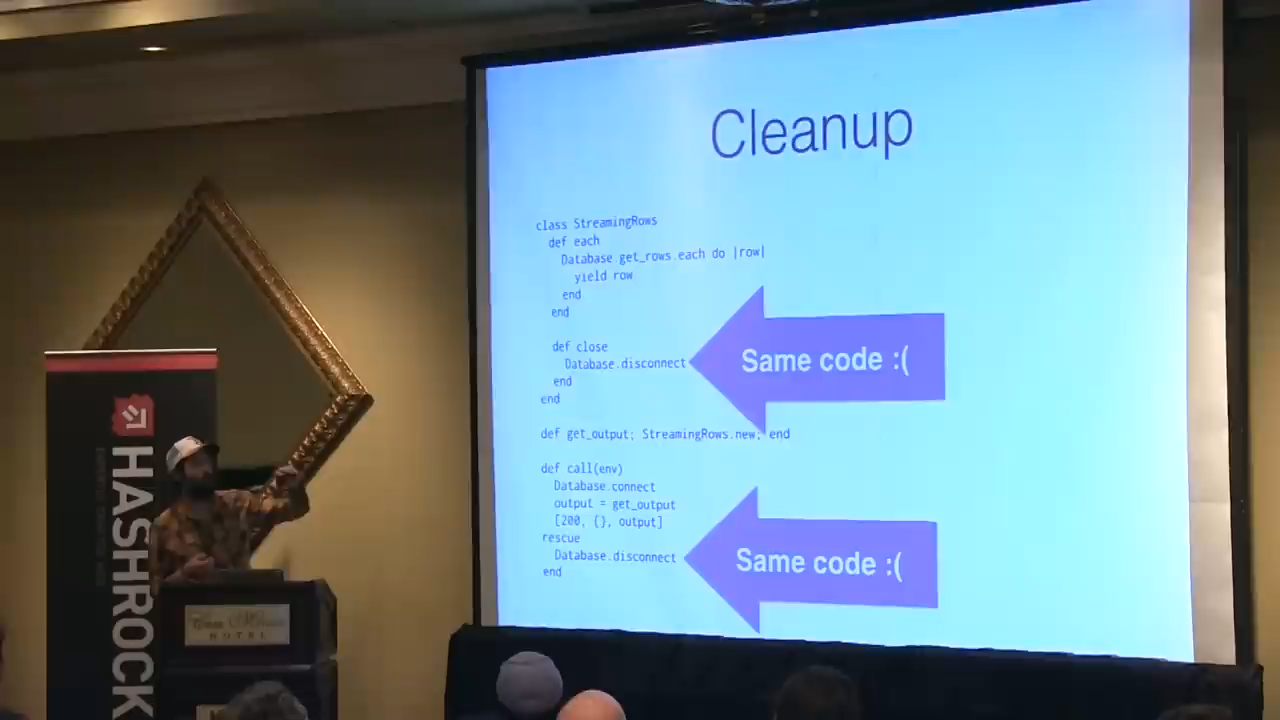 Cleanup
class StreamingRows
def each
Database.get_rows.each do |row|
yield row
end
end
def close
Database.disconnect
end
end
Same code :(
def get_output; StreamingRows.new; end
def call(env)
Database.connect
output = get_output
[200, {}, output]
rescue
Database.disconnect
end
Same code :(
HASHROCK
HOTEL